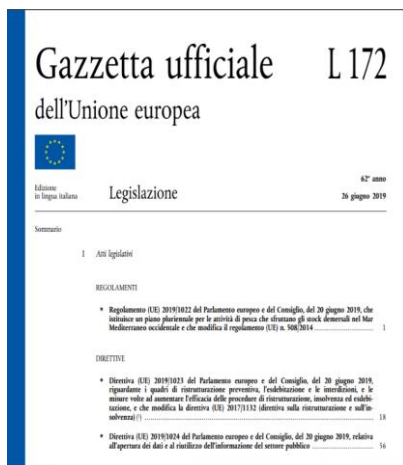 Gazzetta ufficiale L 172
dell'Unione europea
Edizione
in lingua italiana
Legislazione
62° anno
26 giugno 2019
Sommario
I Atti legislativi
REGOLAMENTI
* Regolamento (UE) 2019/1022 del Parlamento europeo e del Consiglio, del 20 giugno 2019, che
istituisce un piano pluriennale per le attività di pesca che sfruttano gli stock demersali nel Mar
Mediterraneo occidentale e che modifica il regolamento (UE) n. 508/2014 1
DIRETTIVE
* Direttiva (UE) 2019/1023 del Parlamento europeo e del Consiglio, del 20 giugno 2019,
riguardante i quadri di ristrutturazione preventiva, l'esdebitazione e le interdizioni, e le
misure volte ad aumentare l'efficacia delle procedure di ristrutturazione, insolvenza ed esdebi-
tazione, e che modifica la direttiva (UE) 2017/1132 (direttiva sulla ristrutturazione e sull'in-
solvenza) (¹) 18
* Direttiva (UE) 2019/1024 del Parlamento europeo e del Consiglio, del 20 giugno 2019, relativa
all'apertura dei dati e al riutilizzo dell'informazione del settore pubblico 56